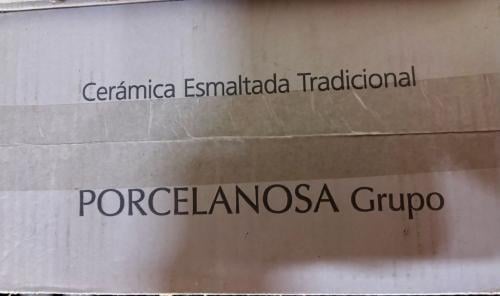 Cerámica Esmaltada Tradicional
PORCELANOSA Grupo